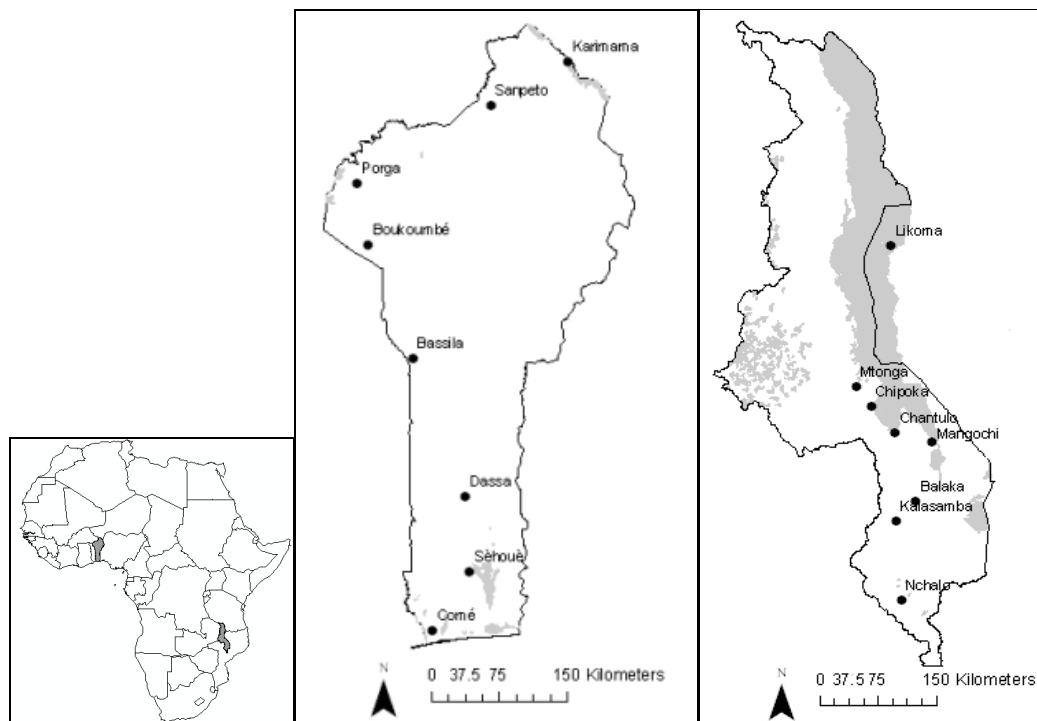 Karimama
Sanpeto
Porga
Boukoumbé
Bassila
Dassa
Sèhouè
Comé
N
0 37.5 75 150 Kilometers
Likoma
Mtonga
Chipoka
Chantulo
Mangochi
Balaka
Kalasamba
Nchalo
N
0 37.5 75 150 Kilometers